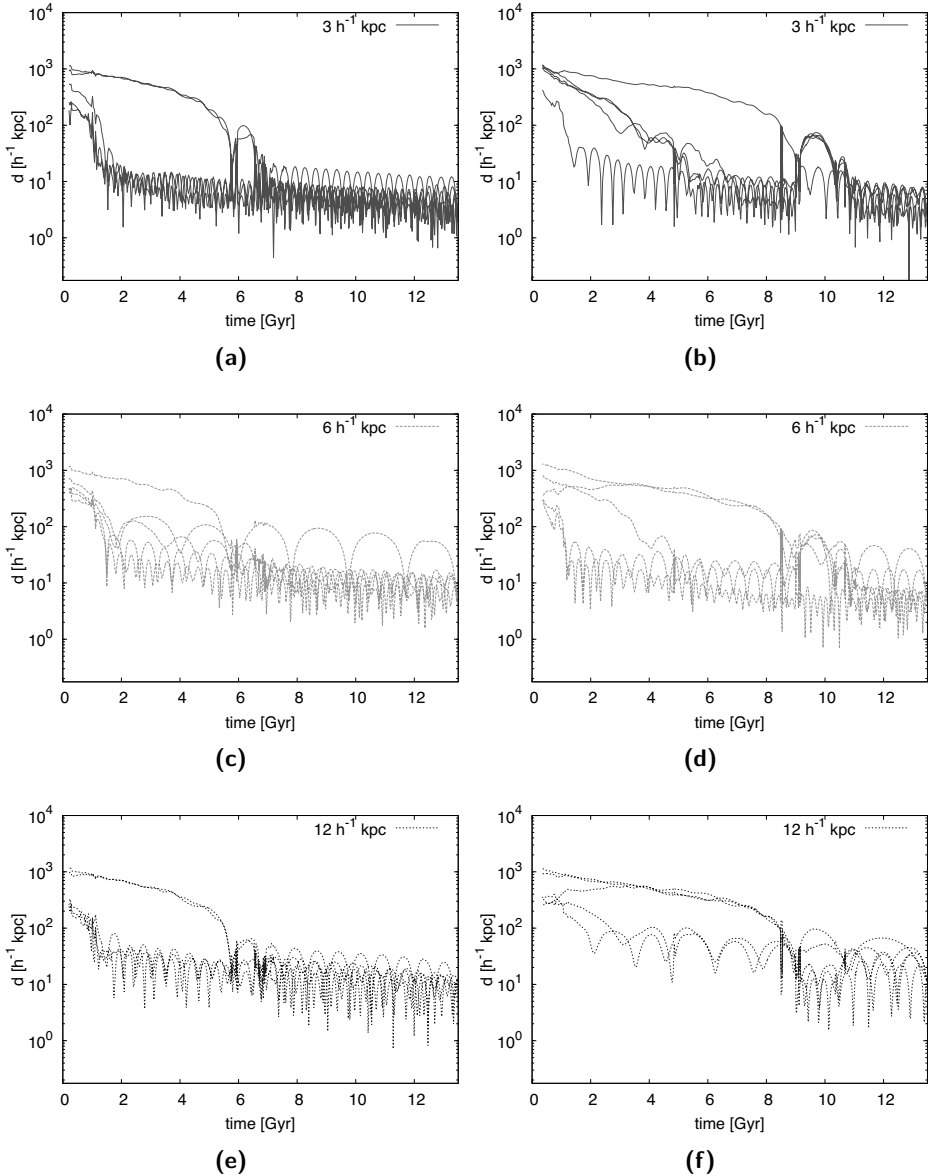 10^4
10^3
10^2
10^1
10^0
d [h^-1 kpc]
3 h^-1 kpc
0 2 4 6 8 10 12
time [Gyr]
(a)
10^4
10^3
10^2
10^1
10^0
d [h^-1 kpc]
3 h^-1 kpc
0 2 4 6 8 10 12
time [Gyr]
(b)
10^4
10^3
10^2
10^1
10^0
d [h^-1 kpc]
6 h^-1 kpc
0 2 4 6 8 10 12
time [Gyr]
(c)
10^4
10^3
10^2
10^1
10^0
d [h^-1 kpc]
6 h^-1 kpc
0 2 4 6 8 10 12
time [Gyr]
(d)
10^4
10^3
10^2
10^1
10^0
d [h^-1 kpc]
12 h^-1 kpc
0 2 4 6 8 10 12
time [Gyr]
(e)
10^4
10^3
10^2
10^1
10^0
d [h^-1 kpc]
12 h^-1 kpc
0 2 4 6 8 10 12
time [Gyr]
(f)